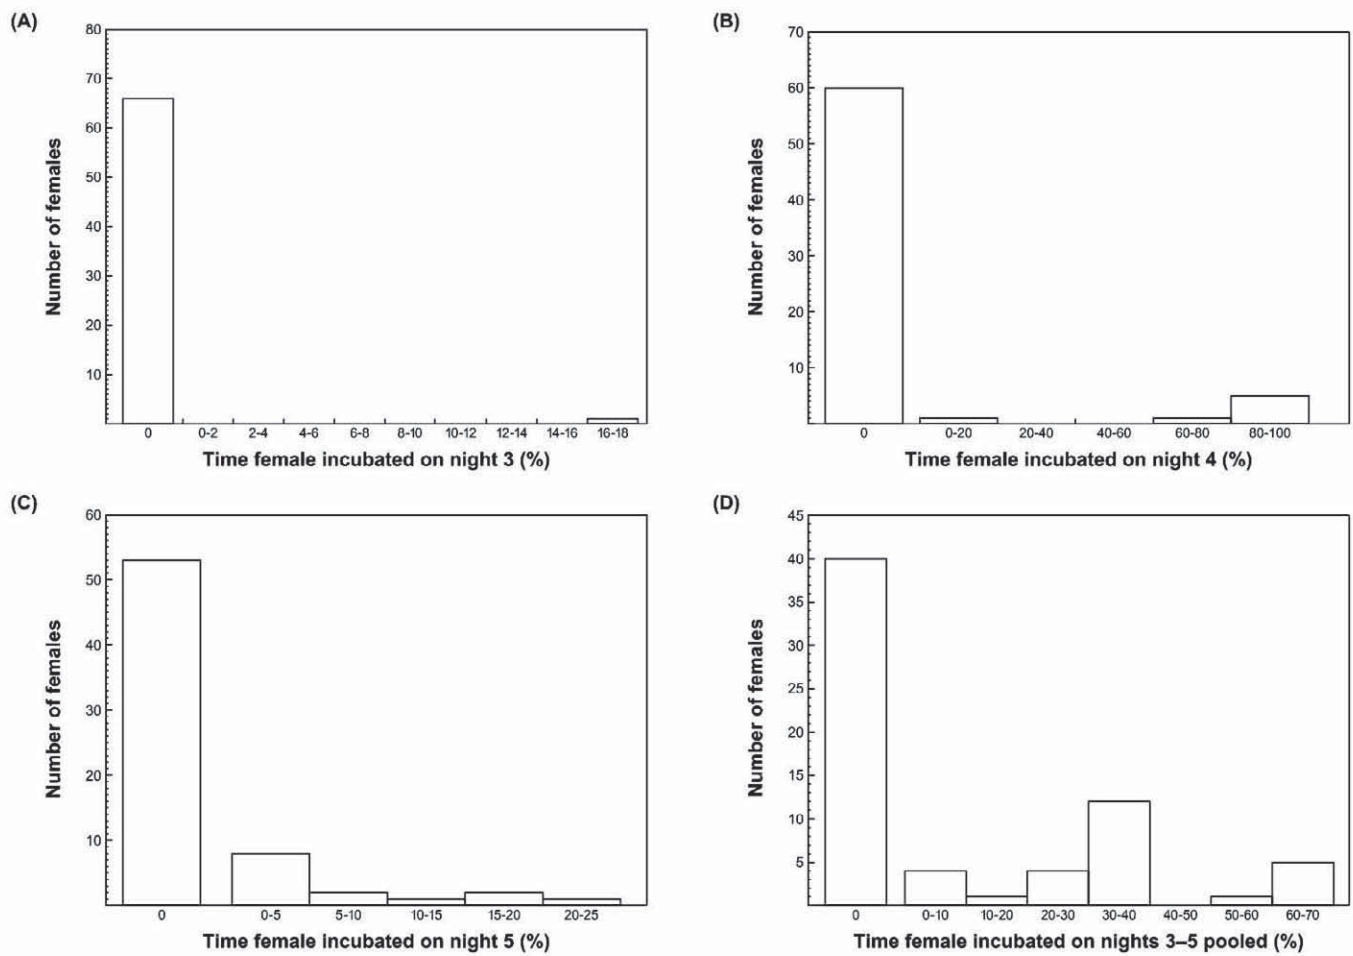 (A)
80
70
60
50
40
30
20
10
Number of females
0 0-2 2-4 4-6 6-8 8-10 10-12 12-14 14-16 16-18
Time female incubated on night 3 (%)
(B)
70
60
50
40
30
20
10
Number of females
0 0-20 20-40 40-60 60-80 80-100
Time female incubated on night 4 (%)
(C)
60
50
40
30
20
10
Number of females
0 0-5 5-10 10-15 15-20 20-25
Time female incubated on night 5 (%)
(D)
45
40
35
30
25
20
15
10
5
Number of females
0 0-10 10-20 20-30 30-40 40-50 50-60 60-70
Time female incubated on nights 3–5 pooled (%)